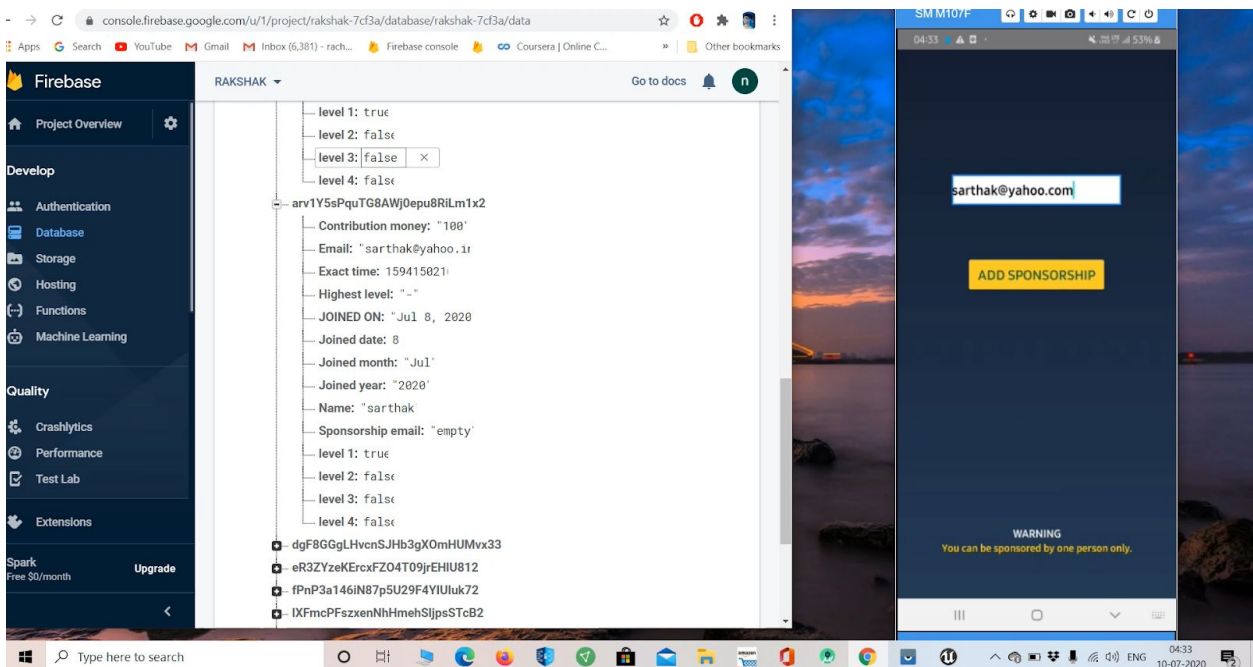 console.firebase.google.com/u/1/project/rakshak-7cf3a/database/rakshak-7cf3a/data
Apps G Search YouTube Gmail Inbox (6,381) - rach... Firebase console Coursera | Online C... » Other bookmarks
Firebase
RAKSHAK
Go to docs
n
Project Overview
Develop
Authentication
Database
Storage
Hosting
Functions
Machine Learning
Quality
Crashlytics
Performance
Test Lab
Extensions
Spark
Free $0/month
Upgrade
level 1: true
level 2: false
level 3: false ×
level 4: false
arv1Y5sPquTG8AWj0epu8RiLm1x2
Contribution money: "100"
Email: "sarthak@yahoo.in
Exact time: 159415021
Highest level: "-"
JOINED ON: "Jul 8, 2020
Joined date: 8
Joined month: "Jul"
Joined year: "2020"
Name: "sarthak
Sponsorship email: "empty"
level 1: true
level 2: false
level 3: false
level 4: false
dgF8GGgLHvcnSJHb3gXOmHUMvx33
eR3ZYzeKErcxFZO4T09jrEHIU812
fPnP3a146iN87p5U29F4YIUIuk72
IXFmcPFszxenNhHmehSljpsSTcB2
SM M107F
04:33
53%
sarthak@yahoo.com
ADD SPONSORSHIP
WARNING
You can be sponsored by one person only.
Type here to search
ENG
04:33
10-07-2020